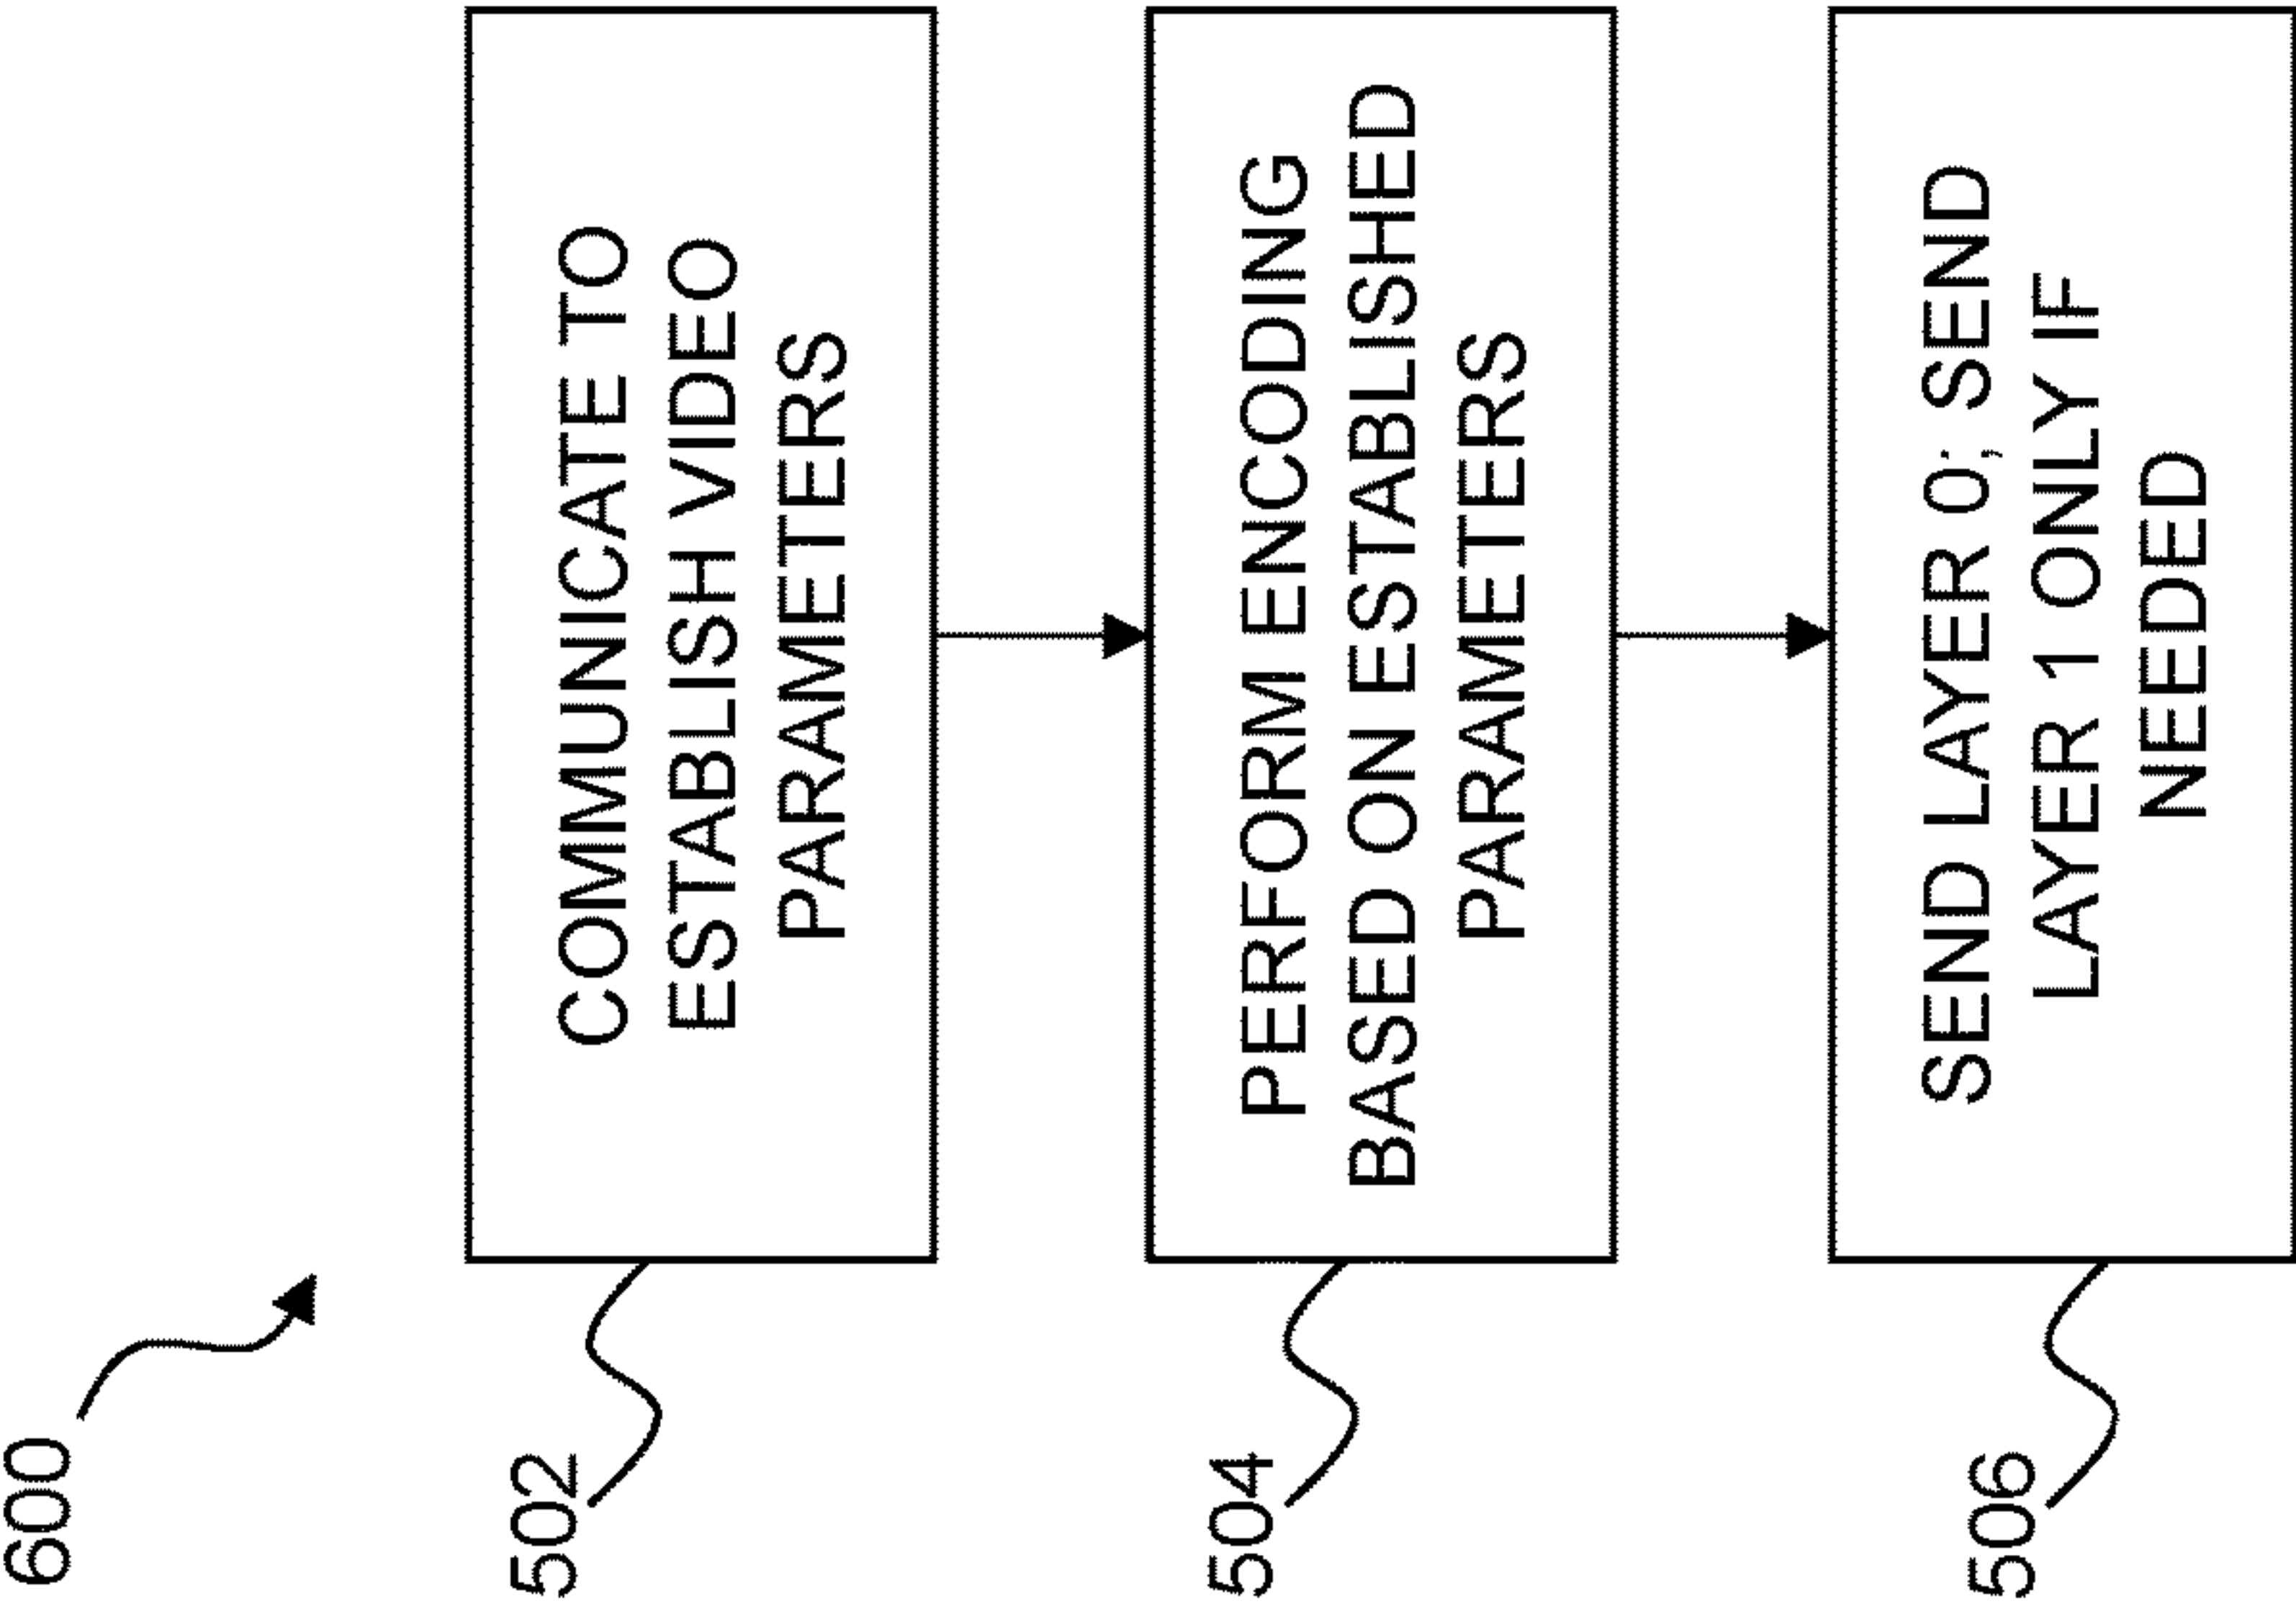 600
502
COMMUNICATE TO
ESTABLISH VIDEO
PARAMETERS
504
PERFORM ENCODING
BASED ON ESTABLISHED
PARAMETERS
506
SEND LAYER 0; SEND
LAYER 1 ONLY IF
NEEDED